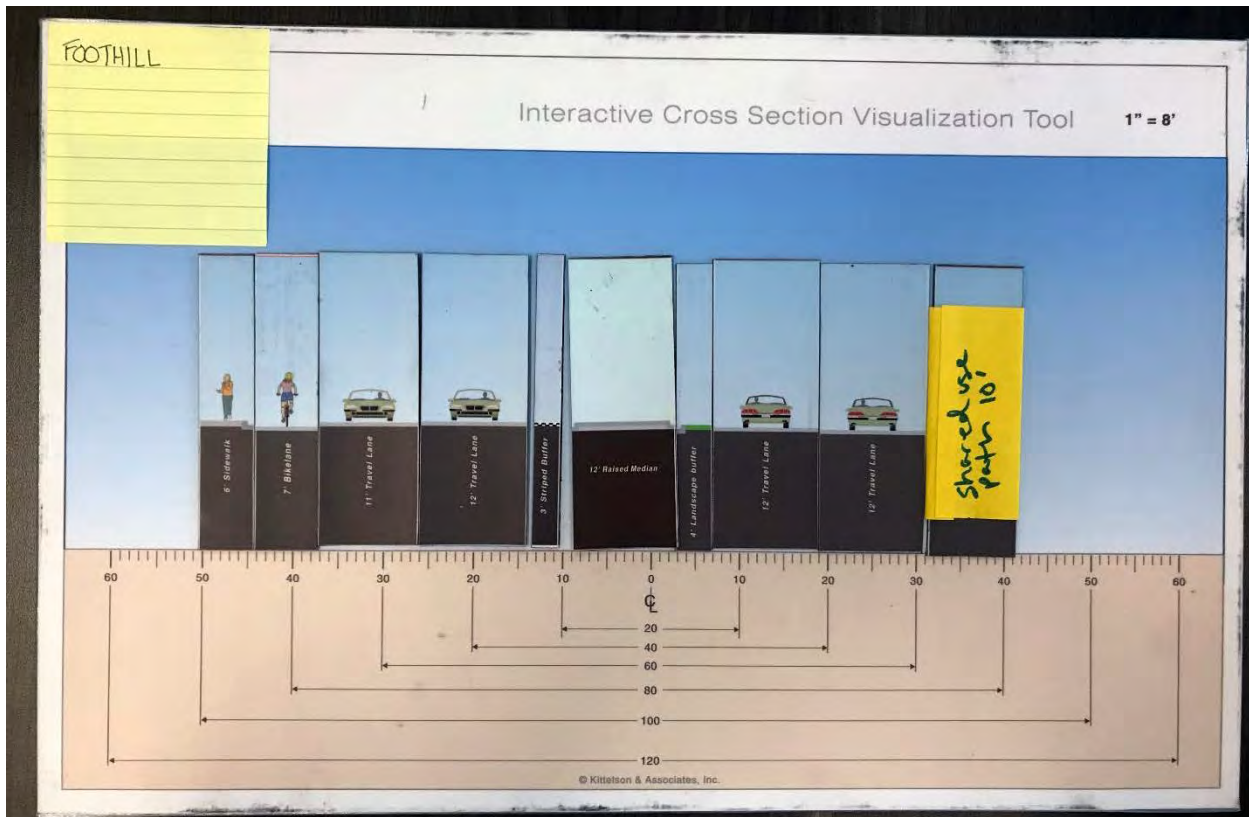 FOOTHILL
Interactive Cross Section Visualization Tool
1" = 8'
6' Sidewalk
7' Bikelane
11' Travel Lane
12' Travel Lane
3' Striped Buffer
12' Raised Median
4' Landscape buffer
12' Travel Lane
12' Travel Lane
Shared use
path 10'
60 50 40 30 20 10 0 10 20 30 40 50 60
CL
20
40
60
80
100
120
© Kittelson & Associates, Inc.